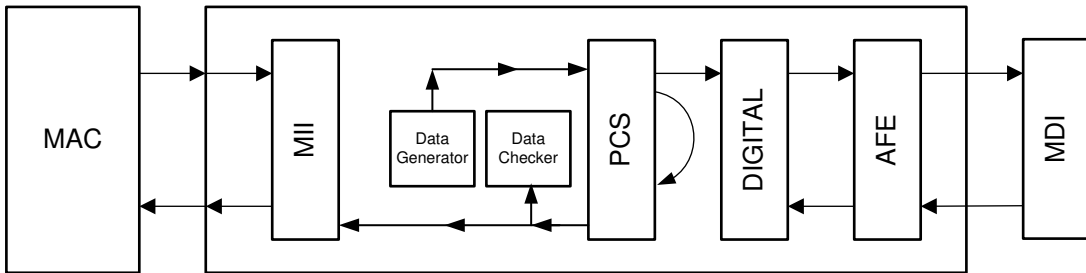 MAC
MII
Data
Generator
Data
Checker
PCS
DIGITAL
AFE
MDI